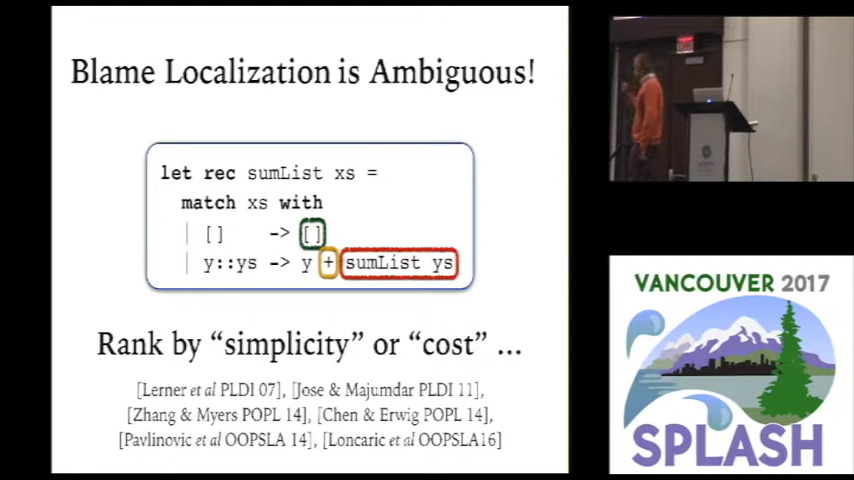 Blame Localization is Ambiguous!
let rec sumList xs =
match xs with
| [] -> []
| y::ys -> y + sumList ys
Rank by “simplicity” or “cost” ...
[Lerner et al PLDI 07], [Jose & Majumdar PLDI 11],
[Zhang & Myers POPL 14], [Chen & Erwig POPL 14],
[Pavlinovic et al OOPSLA 14], [Loncaric et al OOPSLA16]
VANCOUVER 2017
SPLASH